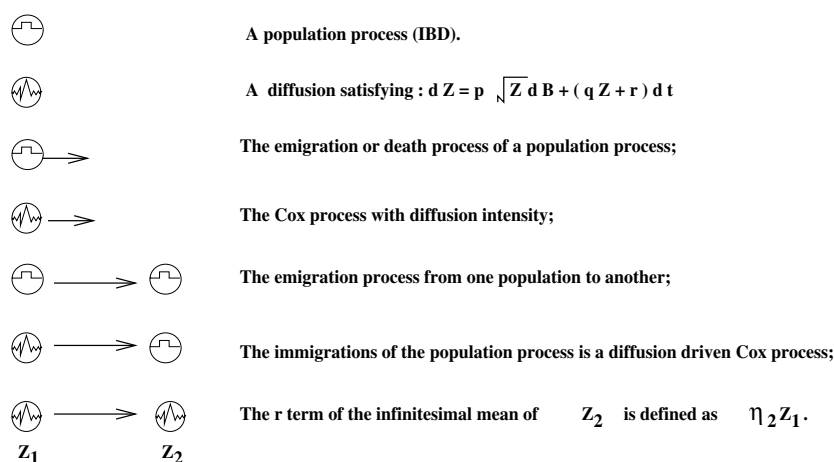 A population process (IBD).
A diffusion satisfying : d Z = p √Z d B + ( q Z + r ) d t
The emigration or death process of a population process;
The Cox process with diffusion intensity;
The emigration process from one population to another;
The immigrations of the population process is a diffusion driven Cox process;
The r term of the infinitesimal mean of Z2 is defined as η2 Z1 .
Z1 Z2